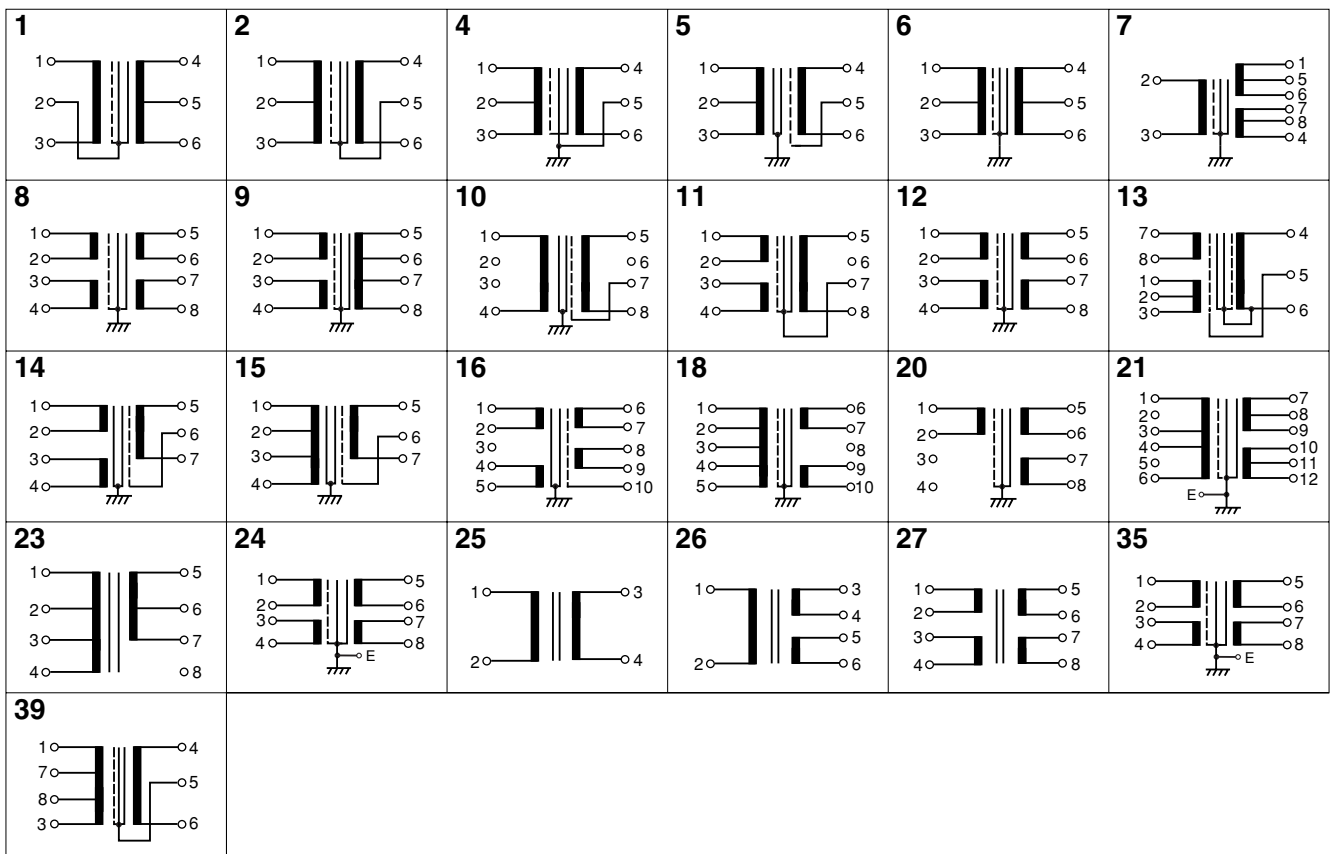 1 2 4 5 6 7
1 4 1 4 1 4 1 4 1 4 1
2 5 2 5 2 5 2 5 2 5 2 5
6
7
8
3 6 3 6 3 6 3 6 3 6 3 4
8 9 10 11 12 13
1 5 1 5 1 5 1 5 1 5 7 4
2 6 2 6 2 6 2 6 2 6 8 5
3 7 3 7 3 7 3 7 3 7 1
2
4 8 4 8 4 8 4 8 4 8 3 6
14 15 16 18 20 21
1 5 1 5 1 6 1 6 1 5 1 7
2 6 2 6 2 7 2 7 2 6 2 8
3 7 3 7 3 8 3 8 3 7 3 9
4 9 4 9 4 10
5 11
4 4 5 10 5 10 4 8 6 12
E
23 24 25 26 27 35
1 5 1 5 1 3 1 3 1 5 1 5
2 6 2 6 4 2 6 2 6
3 7 3 7 5 3 7 3 7
4 8 4 8 2 4 2 6 4 8 4 8
E E
39
1 4
7 5
8
3 6